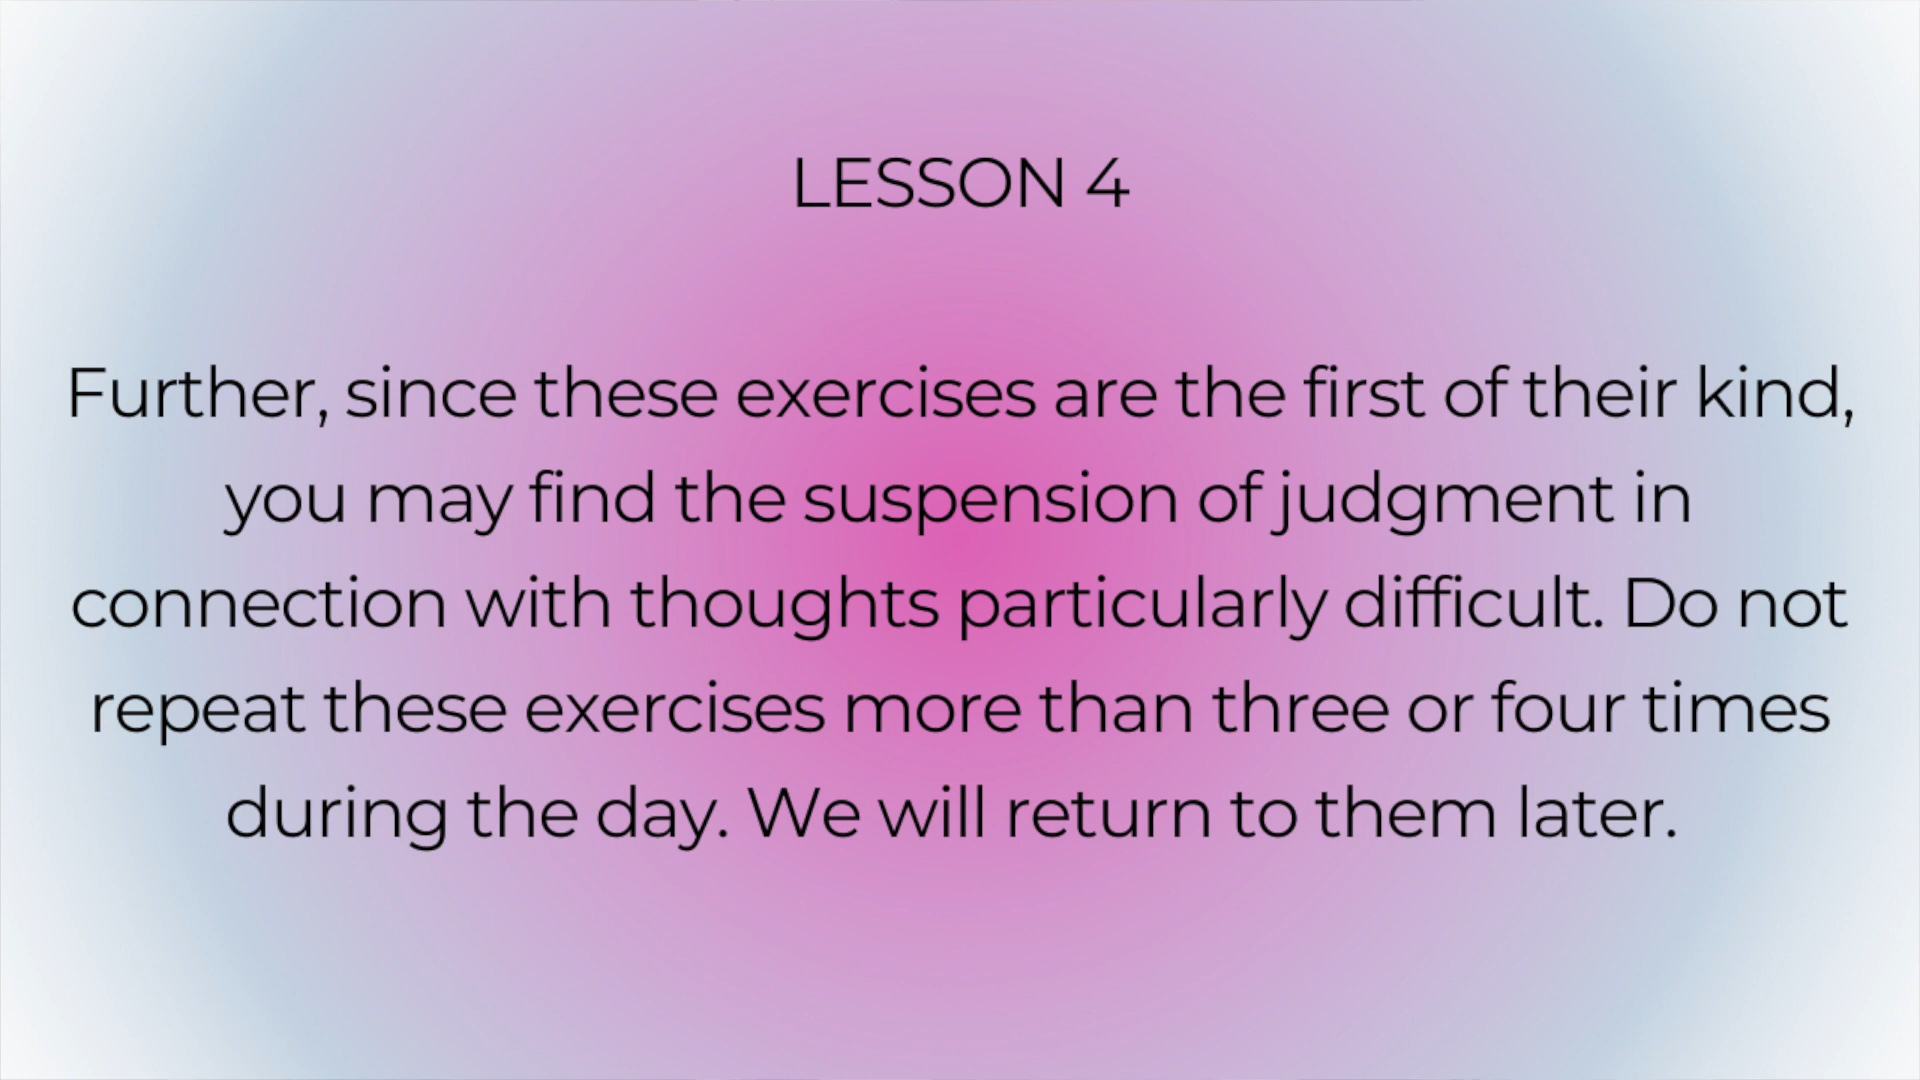 LESSON 4
Further, since these exercises are the first of their kind,
you may find the suspension of judgment in
connection with thoughts particularly difficult. Do not
repeat these exercises more than three or four times
during the day. We will return to them later.